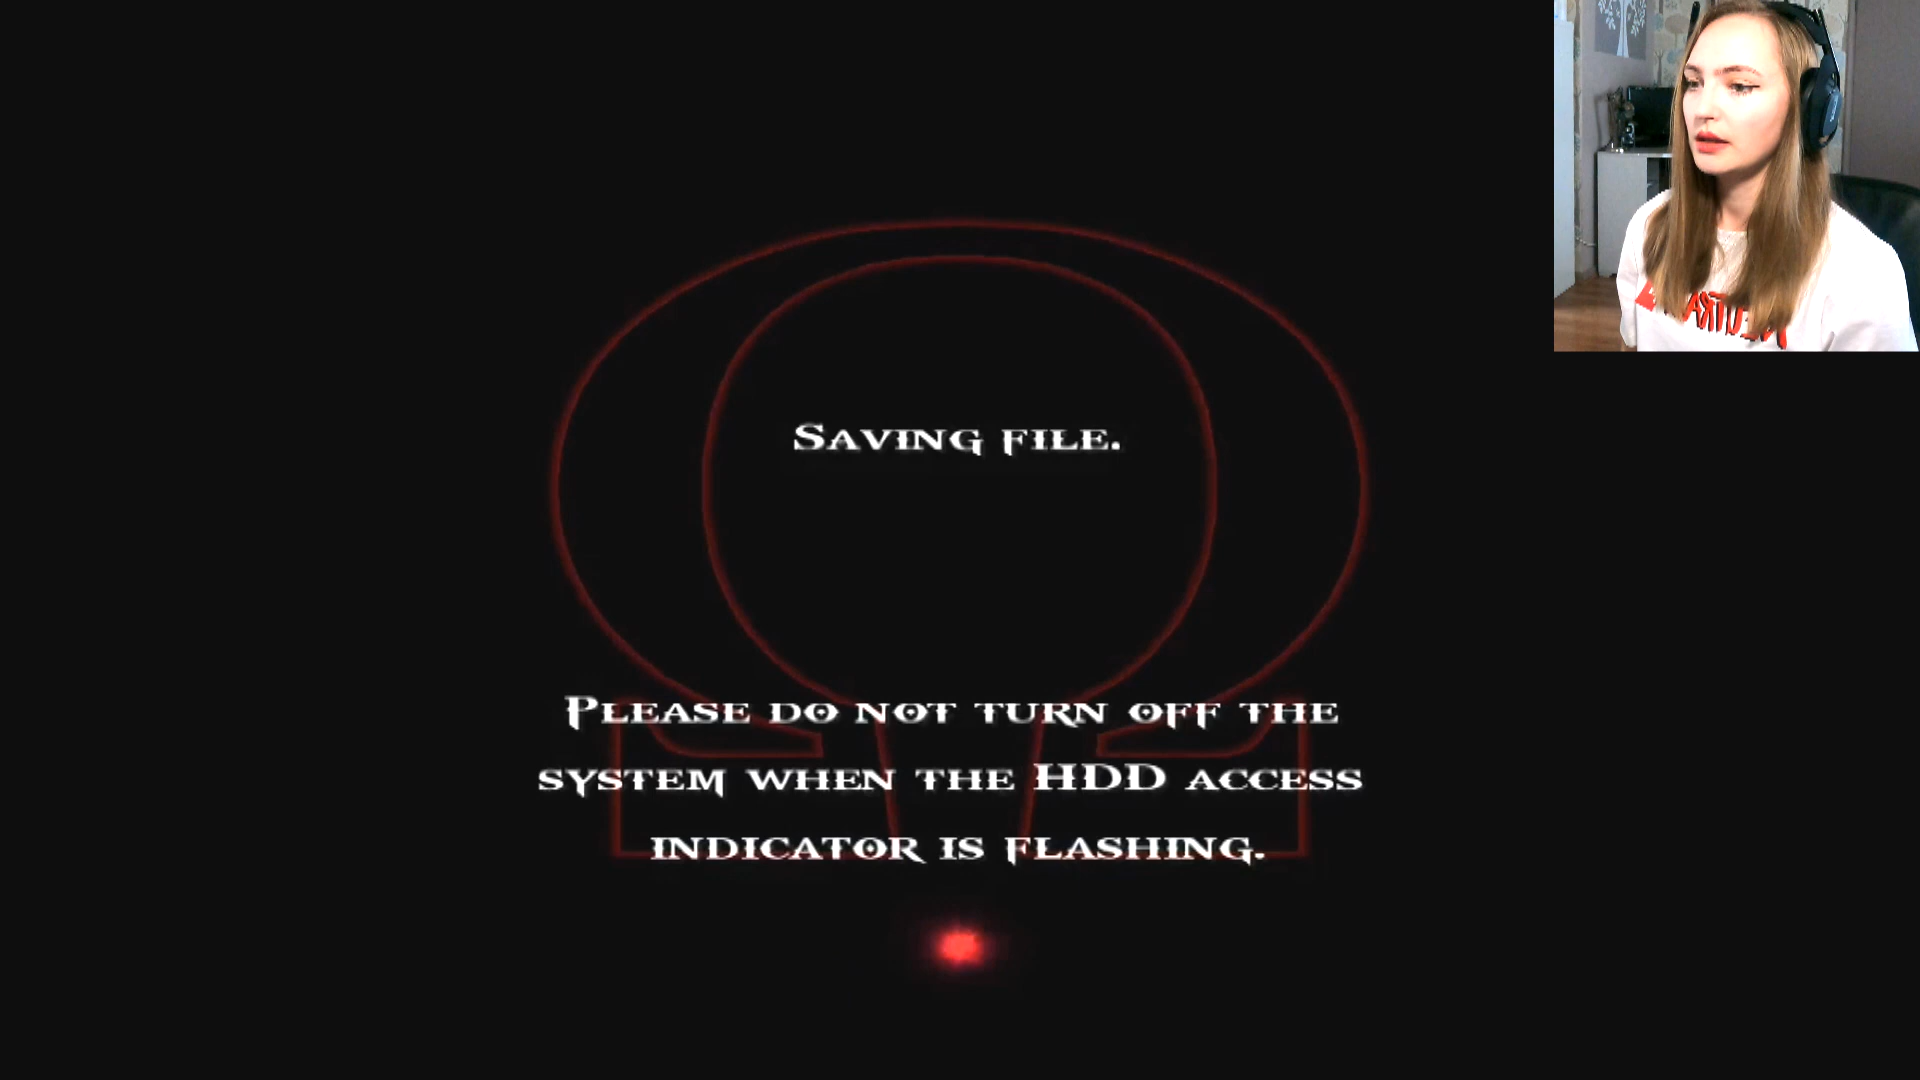 Saving file.
Please do not turn off the
system when the HDD access
indicator is flashing.